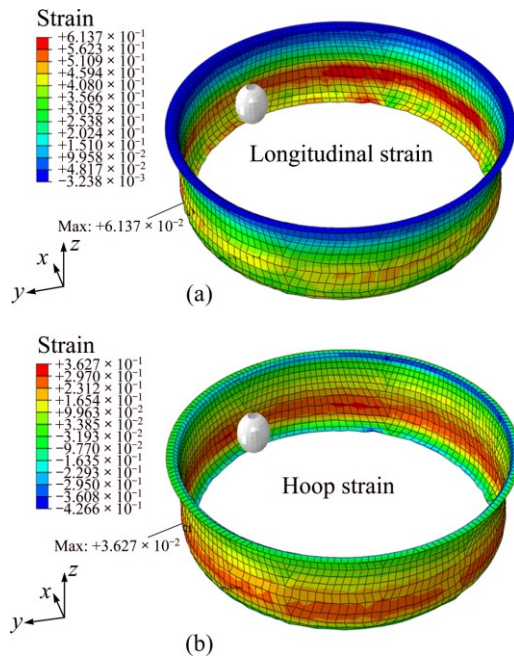 Strain
+6.137 × 10⁻¹
+5.623 × 10⁻¹
+5.109 × 10⁻¹
+4.594 × 10⁻¹
+4.080 × 10⁻¹
+3.566 × 10⁻¹
+3.052 × 10⁻¹
+2.538 × 10⁻¹
+2.024 × 10⁻¹
+1.510 × 10⁻¹
+9.958 × 10⁻²
+4.817 × 10⁻²
−3.238 × 10⁻³
Longitudinal strain
Max: +6.137 × 10⁻²
z
x
y
(a)
Strain
+3.627 × 10⁻¹
+2.970 × 10⁻¹
+2.312 × 10⁻¹
+1.654 × 10⁻¹
+9.963 × 10⁻²
+3.385 × 10⁻²
−3.193 × 10⁻²
−9.770 × 10⁻²
−1.635 × 10⁻¹
−2.293 × 10⁻¹
−2.950 × 10⁻¹
−3.608 × 10⁻¹
−4.266 × 10⁻¹
Hoop strain
Max: +3.627 × 10⁻²
z
x
y
(b)